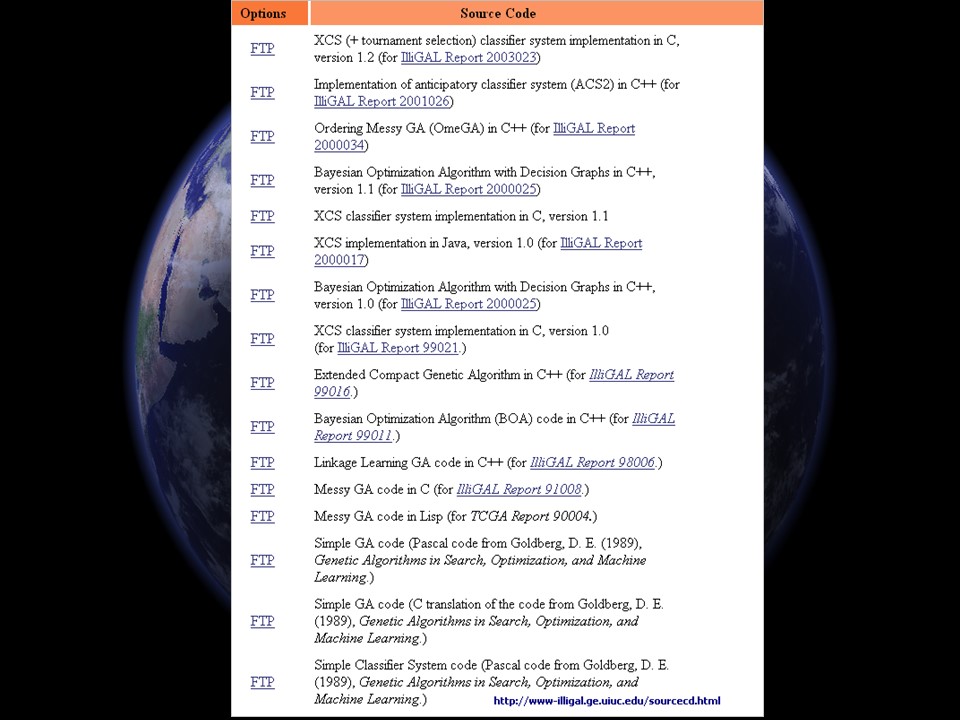 Options Source Code
FTP XCS (+ tournament selection) classifier system implementation in C,
version 1.2 (for IlliGAL Report 2003023)
FTP Implementation of anticipatory classifier system (ACS2) in C++ (for
IlliGAL Report 2001026)
FTP Ordering Messy GA (OmeGA) in C++ (for IlliGAL Report
2000034)
FTP Bayesian Optimization Algorithm with Decision Graphs in C++,
version 1.1 (for IlliGAL Report 2000025)
FTP XCS classifier system implementation in C, version 1.1
FTP XCS implementation in Java, version 1.0 (for IlliGAL Report
2000017)
FTP Bayesian Optimization Algorithm with Decision Graphs in C++,
version 1.0 (for IlliGAL Report 2000025)
FTP XCS classifier system implementation in C, version 1.0
(for IlliGAL Report 99021.)
FTP Extended Compact Genetic Algorithm in C++ (for IlliGAL Report
99016.)
FTP Bayesian Optimization Algorithm (BOA) code in C++ (for IlliGAL
Report 99011.)
FTP Linkage Learning GA code in C++ (for IlliGAL Report 98006.)
FTP Messy GA code in C (for IlliGAL Report 91008.)
FTP Messy GA code in Lisp (for TCGA Report 90004.)
FTP Simple GA code (Pascal code from Goldberg, D. E. (1989),
Genetic Algorithms in Search, Optimization, and Machine
Learning.)
FTP Simple GA code (C translation of the code from Goldberg, D. E.
(1989), Genetic Algorithms in Search, Optimization, and
Machine Learning.)
FTP Simple Classifier System code (Pascal code from Goldberg, D. E.
(1989), Genetic Algorithms in Search, Optimization, and
Machine Learning.) http://www-illigal.ge.uiuc.edu/sourcecd.html